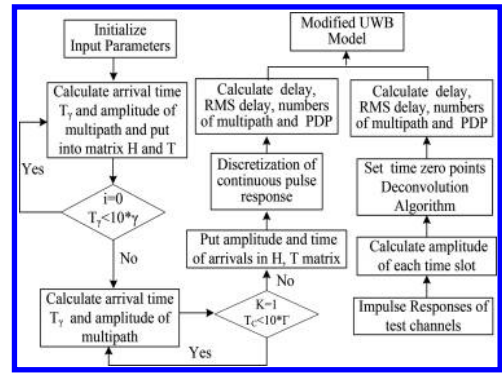 Initialize
Input Parameters
Calculate arrival time
Tγ and amplitude of
multipath and put
into matrix H and T
Yes
i=0
Tγ<10*γ
No
Calculate arrival time
Tγ and amplitude of
multipath
Yes
K=1
TC<10*Γ
No
Put amplitude and time
of arrivals in H, T matrix
Discretization of
continuous pulse
response
Calculate delay,
RMS delay, numbers
of multipath and PDP
Modified UWB
Model
Calculate delay,
RMS delay, numbers
of multipath and PDP
Set time zero points
Deconvolution
Algorithm
Calculate amplitude
of each time slot
Impulse Responses of
test channels